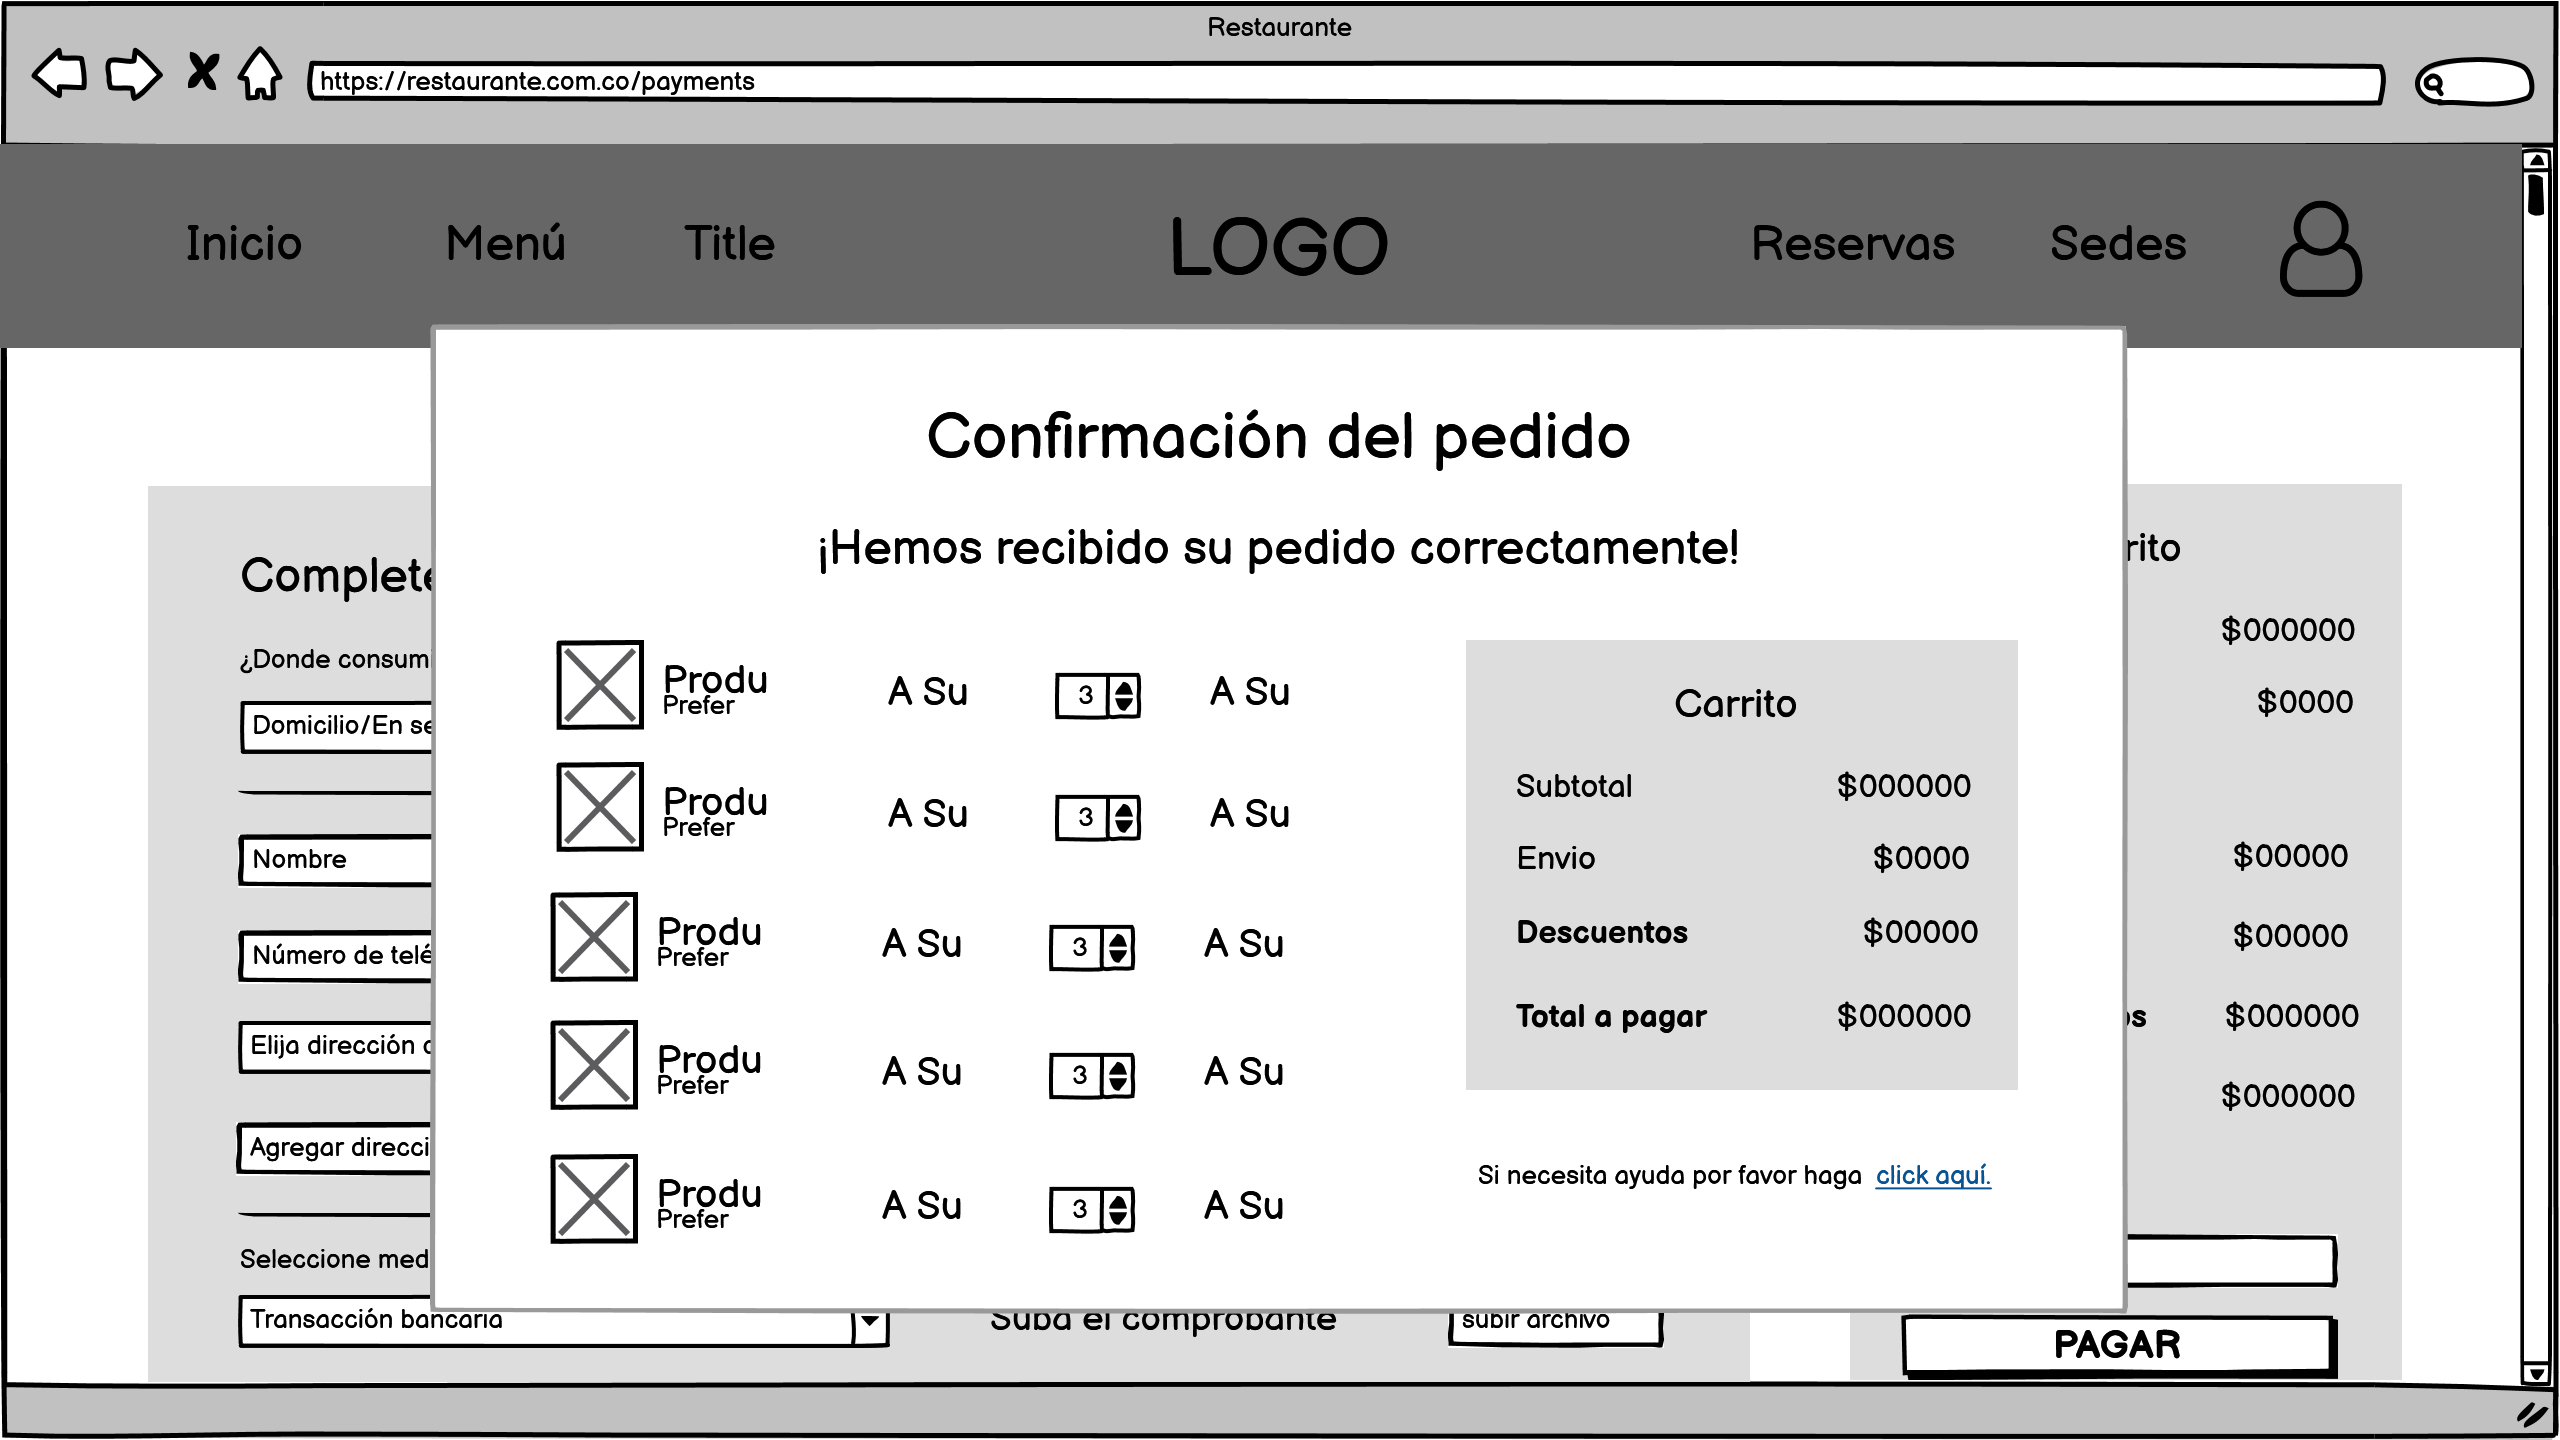 Restaurante
https://restaurante.com.co/payments
Inicio Menú Title LOGO Reservas Sedes
Confirmación del pedido
¡Hemos recibido su pedido correctamente!
Produ A Su 3 A Su
Prefer
Produ A Su 3 A Su
Prefer
Produ A Su 3 A Su
Prefer
Produ A Su 3 A Su
Prefer
Produ A Su 3 A Su
Prefer
Carrito
Subtotal $000000
Envio $0000
Descuentos $00000
Total a pagar $000000
Si necesita ayuda por favor haga click aquí.
Complete
¿Donde consumi
Domicilio/En se
Nombre
Número de telé
Elija dirección
Agregar direcci
Seleccione med
Transacción bancaria
Suba el comprobante
subir archivo
rito
$000000
$0000
$00000
$00000
os $000000
$000000
PAGAR